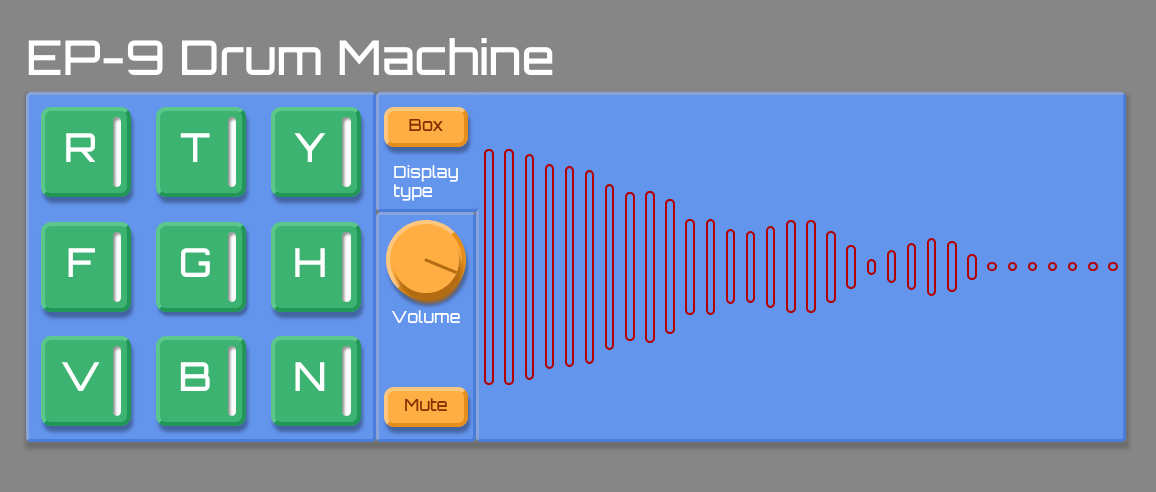 EP-9 Drum Machine
R T Y
F G H
V B N
Box
Display
type
Volume
Mute